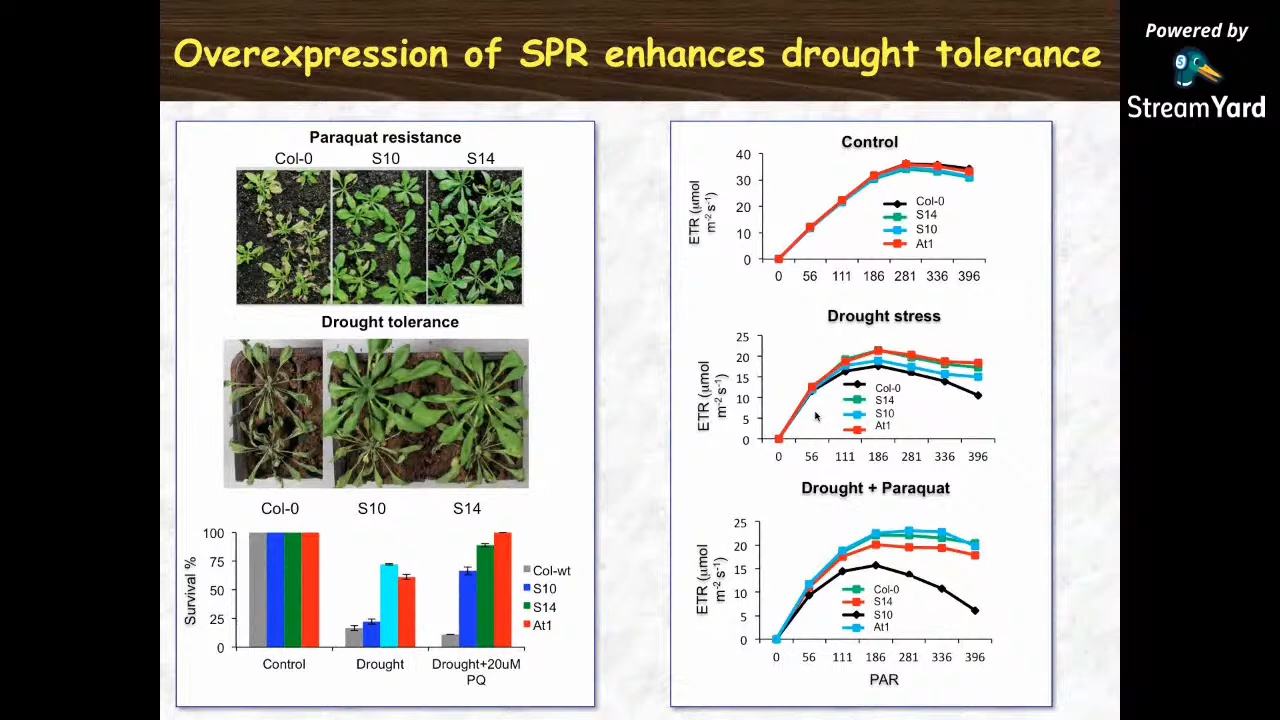 Overexpression of SPR enhances drought tolerance
Powered by
StreamYard
Paraquat resistance
Col-0 S10 S14
Drought tolerance
Col-0 S10 S14
Survival %
100
75
50
25
0
Control Drought Drought+20uM
PQ
Col-wt
S10
S14
At1
Control
ETR (μmol
m-2 s-1)
40
30
20
10
0
Col-0
S14
S10
At1
0 56 111 186 281 336 396
Drought stress
ETR (μmol
m-2 s-1)
25
20
15
10
5
0
Col-0
S14
S10
At1
0 56 111 186 281 336 396
Drought + Paraquat
ETR (μmol
m-2 s-1)
25
20
15
10
5
0
Col-0
S14
S10
At1
0 56 111 186 281 336 396
PAR